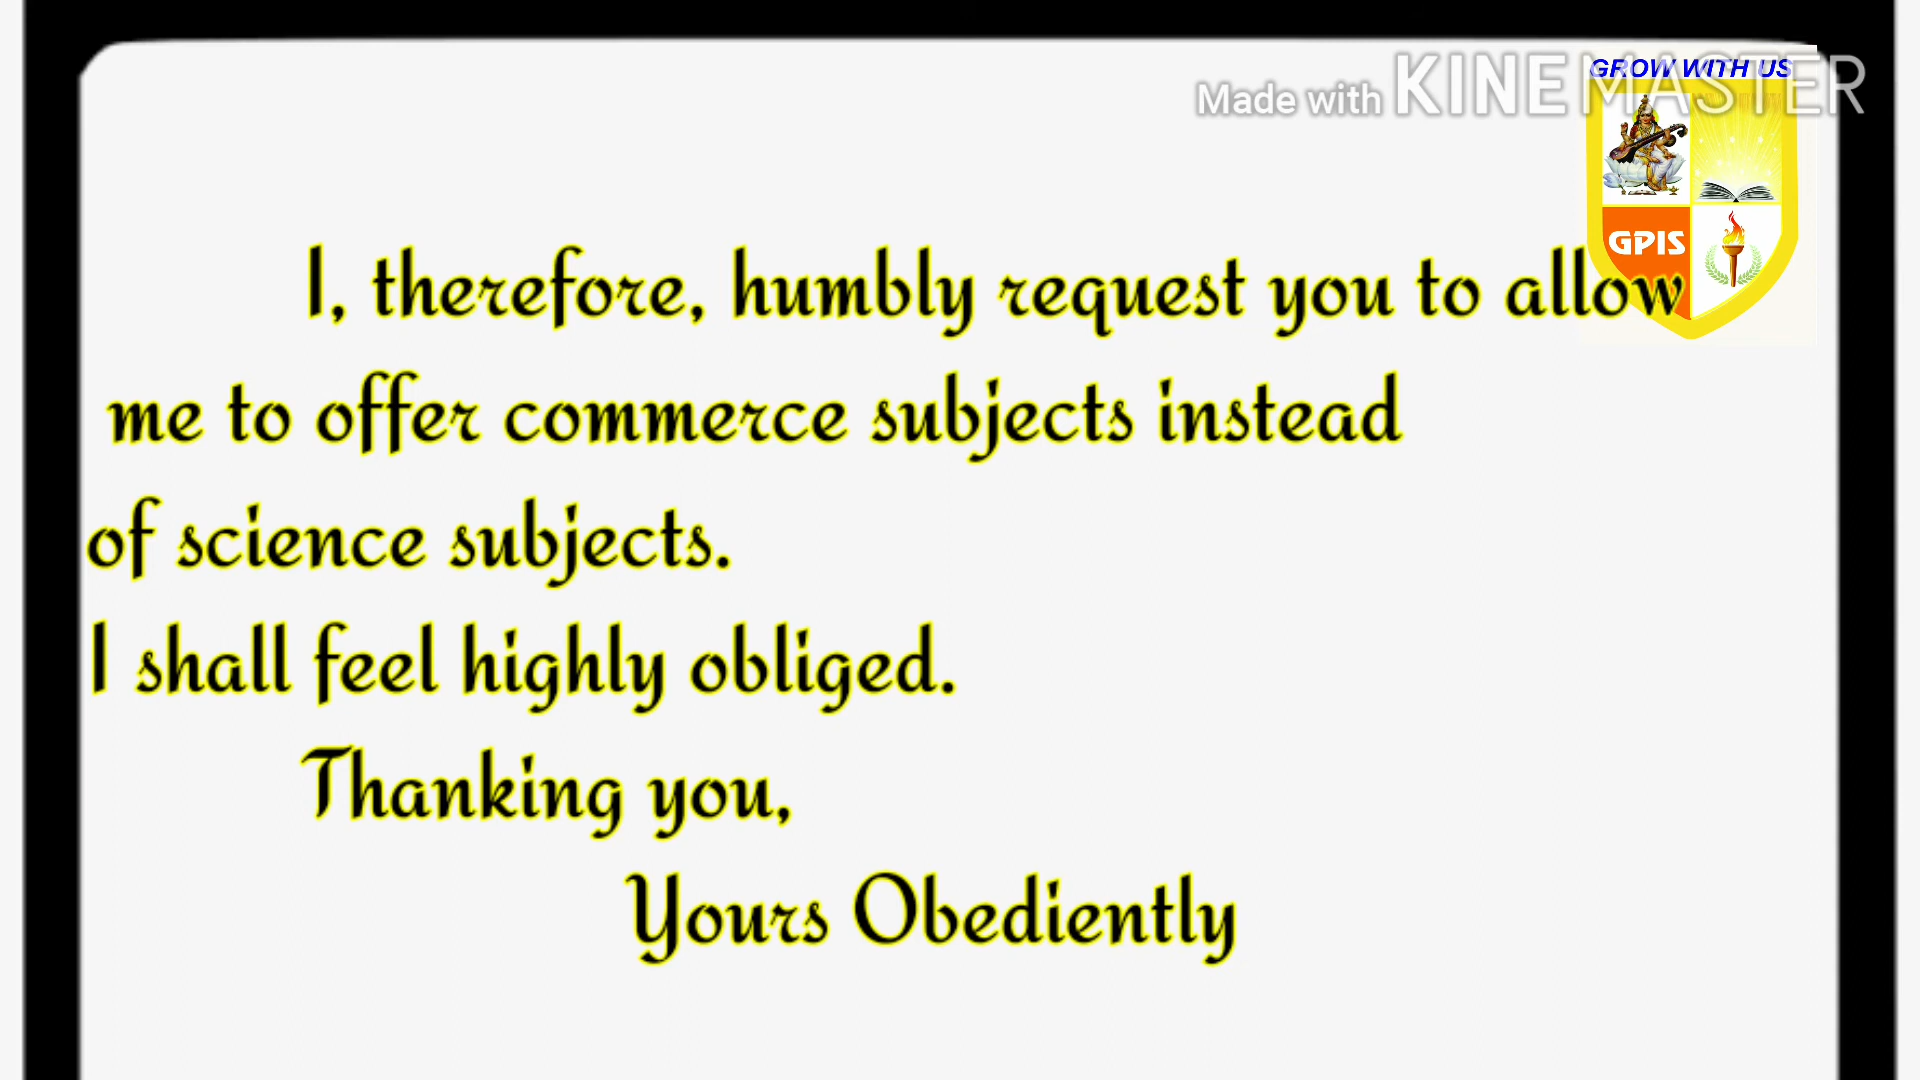 Made with KINEMASTER
GROW WITH US
GPIS
I, therefore, humbly request you to allow
me to offer commerce subjects instead
of science subjects.
I shall feel highly obliged.
Thanking you,
Yours Obediently